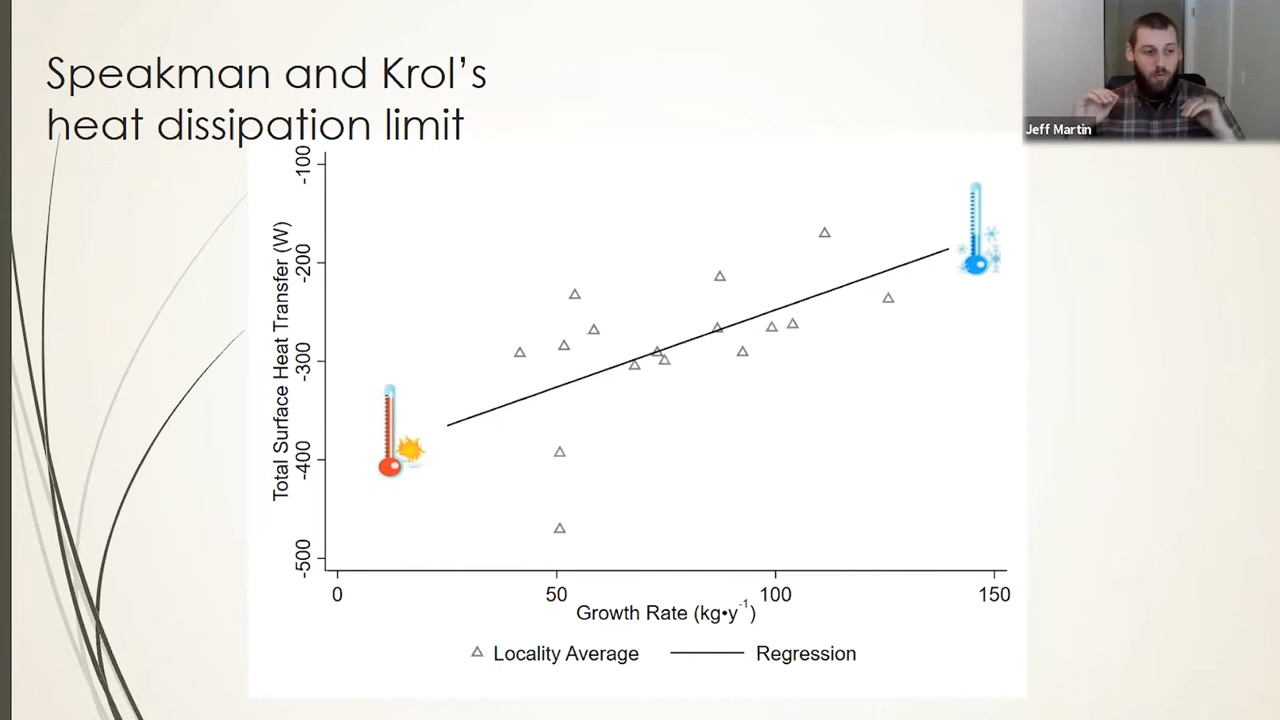 Speakman and Krol's
heat dissipation limit
Jeff Martin
Total Surface Heat Transfer (W)
-100
-200
-300
-400
-500
0
50
100
150
Growth Rate (kg•y⁻¹)
Locality Average
Regression